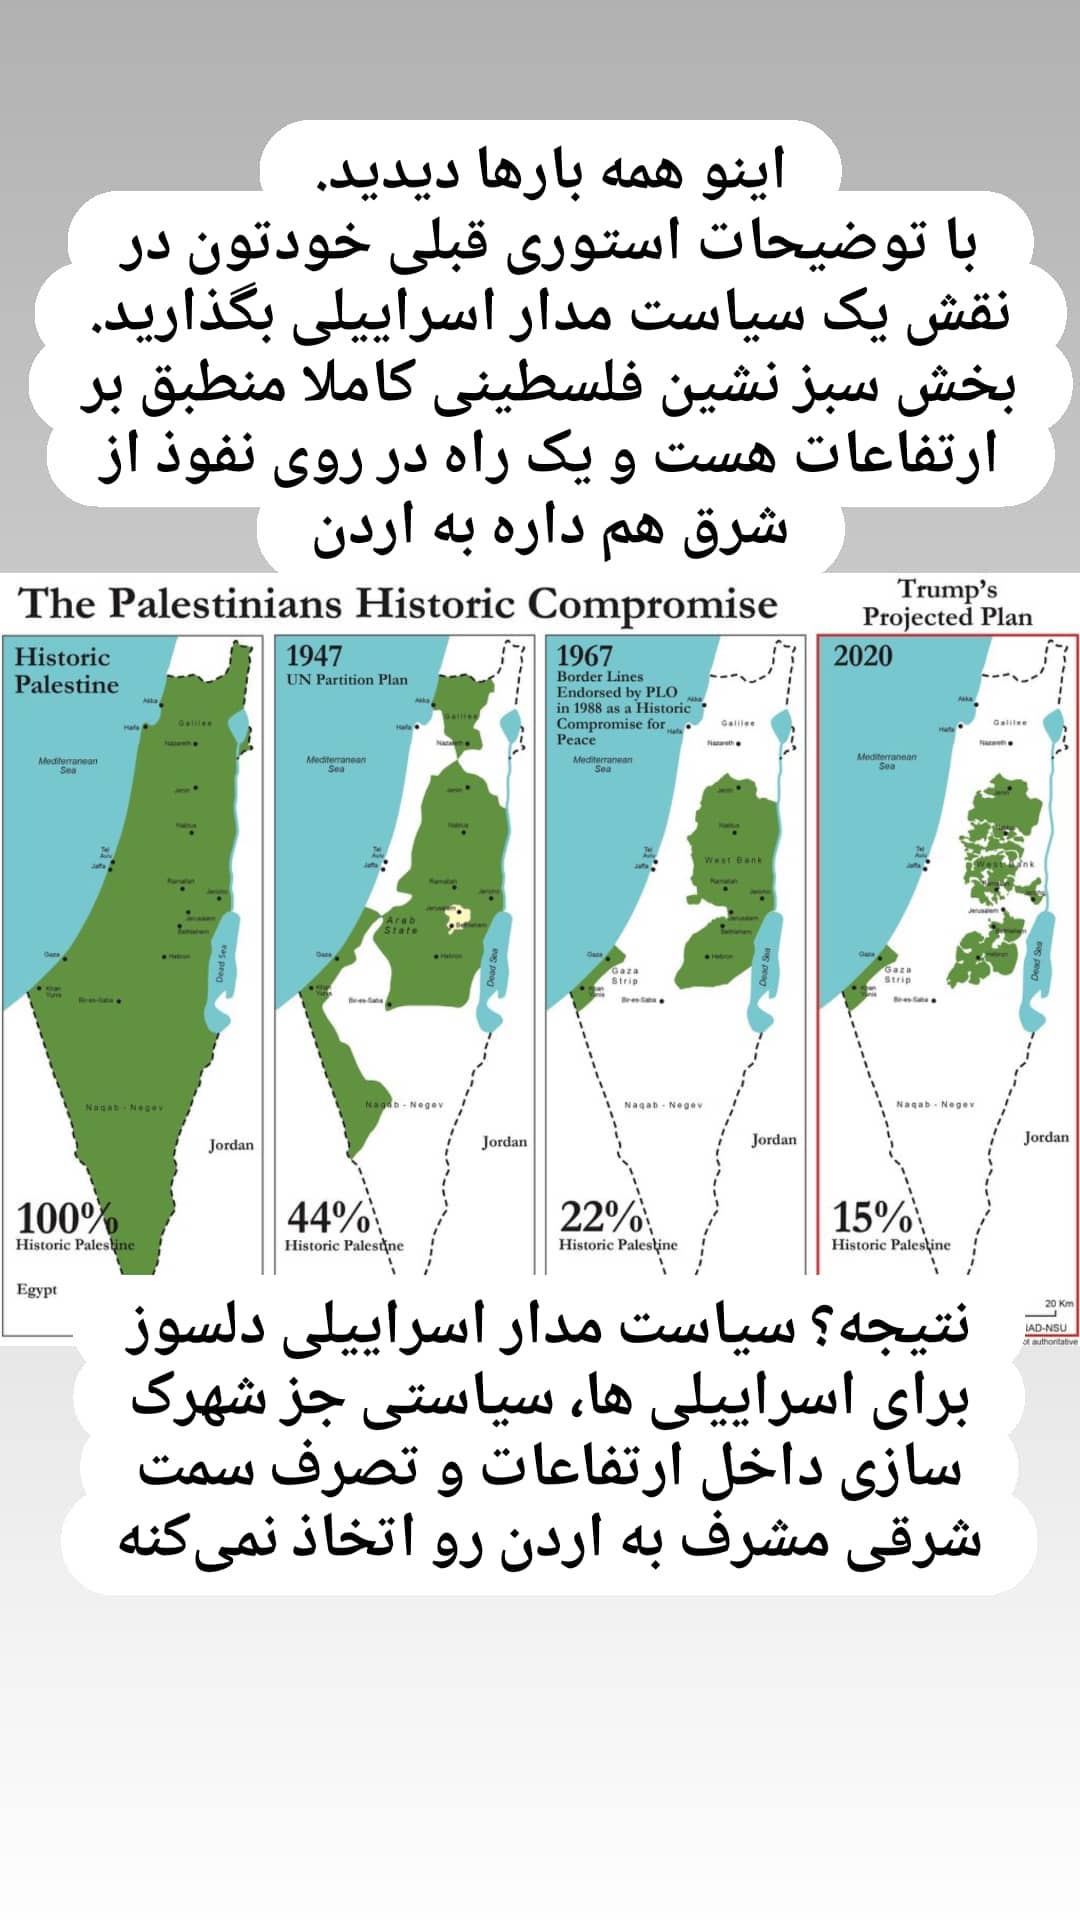 اینو همه بارها دیدید.
با توضیحات استوری قبلی خودتون در
نقش یک سیاست مدار اسراییلی بگذارید.
بخش سبز نشین فلسطینی کاملا منطبق بر
ارتفاعات هست و یک راه در روی نفوذ از
شرق هم داره به اردن
The Palestinians Historic Compromise
Trump's
Projected Plan
Historic
Palestine
Akka
Haifa
Galilee
Nazareth
Mediterranean
Sea
Jenin
Nablus
Tel
Aviv
Jaffa
Ramallah
Jericho
Jerusalem
Bethlehem
Gaza
Hebron
Dead Sea
Khan
Yunis
Bir-es-Saba
Naqab - Negev
Jordan
100%
Historic Palestine
Egypt
1947
UN Partition Plan
Akka
Haifa
Galilee
Nazareth
Mediterranean
Sea
Jenin
Nablus
Tel
Aviv
Jaffa
Ramallah
Jericho
Jerusalem
Bethlehem
Arab
State
Gaza
Hebron
Dead Sea
Khan
Yunis
Bir-es-Saba
Naqab - Negev
Jordan
44%
Historic Palestine
1967
Border Lines
Endorsed by PLO
in 1988 as a Historic
Compromise for
Peace
Akka
Haifa
Galilee
Nazareth
Mediterranean
Sea
Jenin
Nablus
Tel
Aviv
Jaffa
West Bank
Ramallah
Jericho
Jerusalem
Bethlehem
Gaza
Hebron
Dead Sea
Gaza
Strip
Khan
Yunis
Bir-es-Saba
Naqab - Negev
Jordan
22%
Historic Palestine
2020
Akka
Haifa
Galilee
Nazareth
Mediterranean
Sea
Jenin
Tel
Aviv
Jaffa
West Bank
Jerusalem
Gaza
Hebron
Dead Sea
Gaza
Strip
Khan
Yunis
Bir-es-Saba
Naqab - Negev
Jordan
15%
Historic Palestine
20 Km
AD-NSU
ot authoritative
نتیجه؟ سیاست مدار اسراییلی دلسوز
برای اسراییلی ها، سیاستی جز شهرک
سازی داخل ارتفاعات و تصرف سمت
شرقی مشرف به اردن رو اتخاذ نمی‌کنه